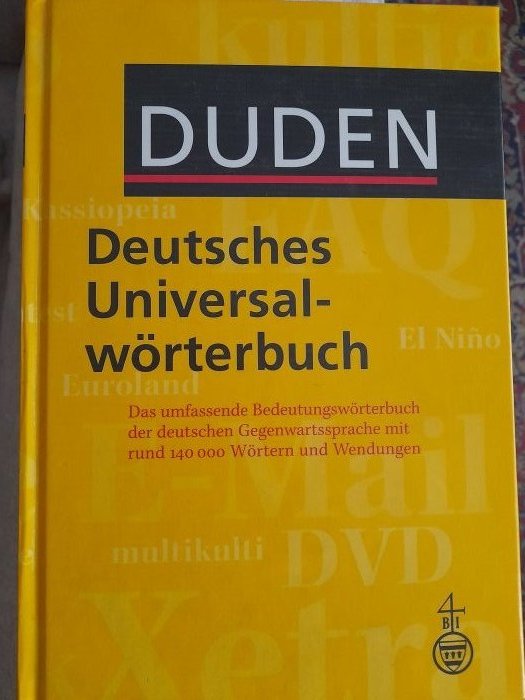 kultig
DUDEN
Kassiopeia
FAQ
Deutsches
Universal-
wörterbuch
El Niño
Euroland
Das umfassende Bedeutungswörterbuch
der deutschen Gegenwartssprache mit
rund 140 000 Wörtern und Wendungen
E-Mail
multikulti
DVD
B I
Xetra